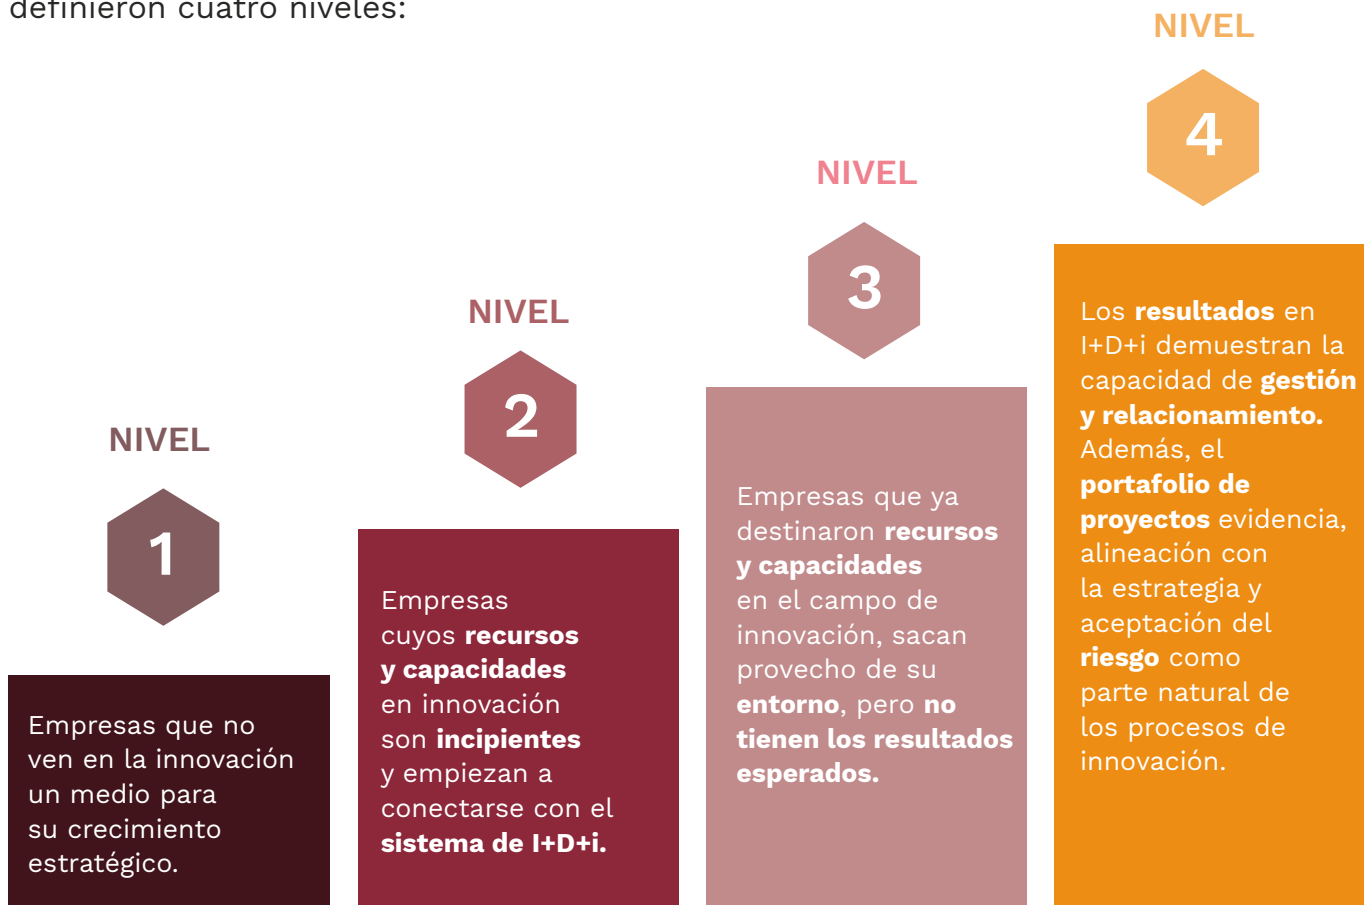 definieron cuatro niveles:
NIVEL
1
Empresas que no
ven en la innovación
un medio para
su crecimiento
estratégico.
NIVEL
2
Empresas
cuyos recursos
y capacidades
en innovación
son incipientes
y empiezan a
conectarse con el
sistema de I+D+i.
NIVEL
3
Empresas que ya
destinaron recursos
y capacidades
en el campo de
innovación, sacan
provecho de su
entorno, pero no
tienen los resultados
esperados.
NIVEL
4
Los resultados en
I+D+i demuestran la
capacidad de gestión
y relacionamiento.
Además, el
portafolio de
proyectos evidencia,
alineación con
la estrategia y
aceptación del
riesgo como
parte natural de
los procesos de
innovación.